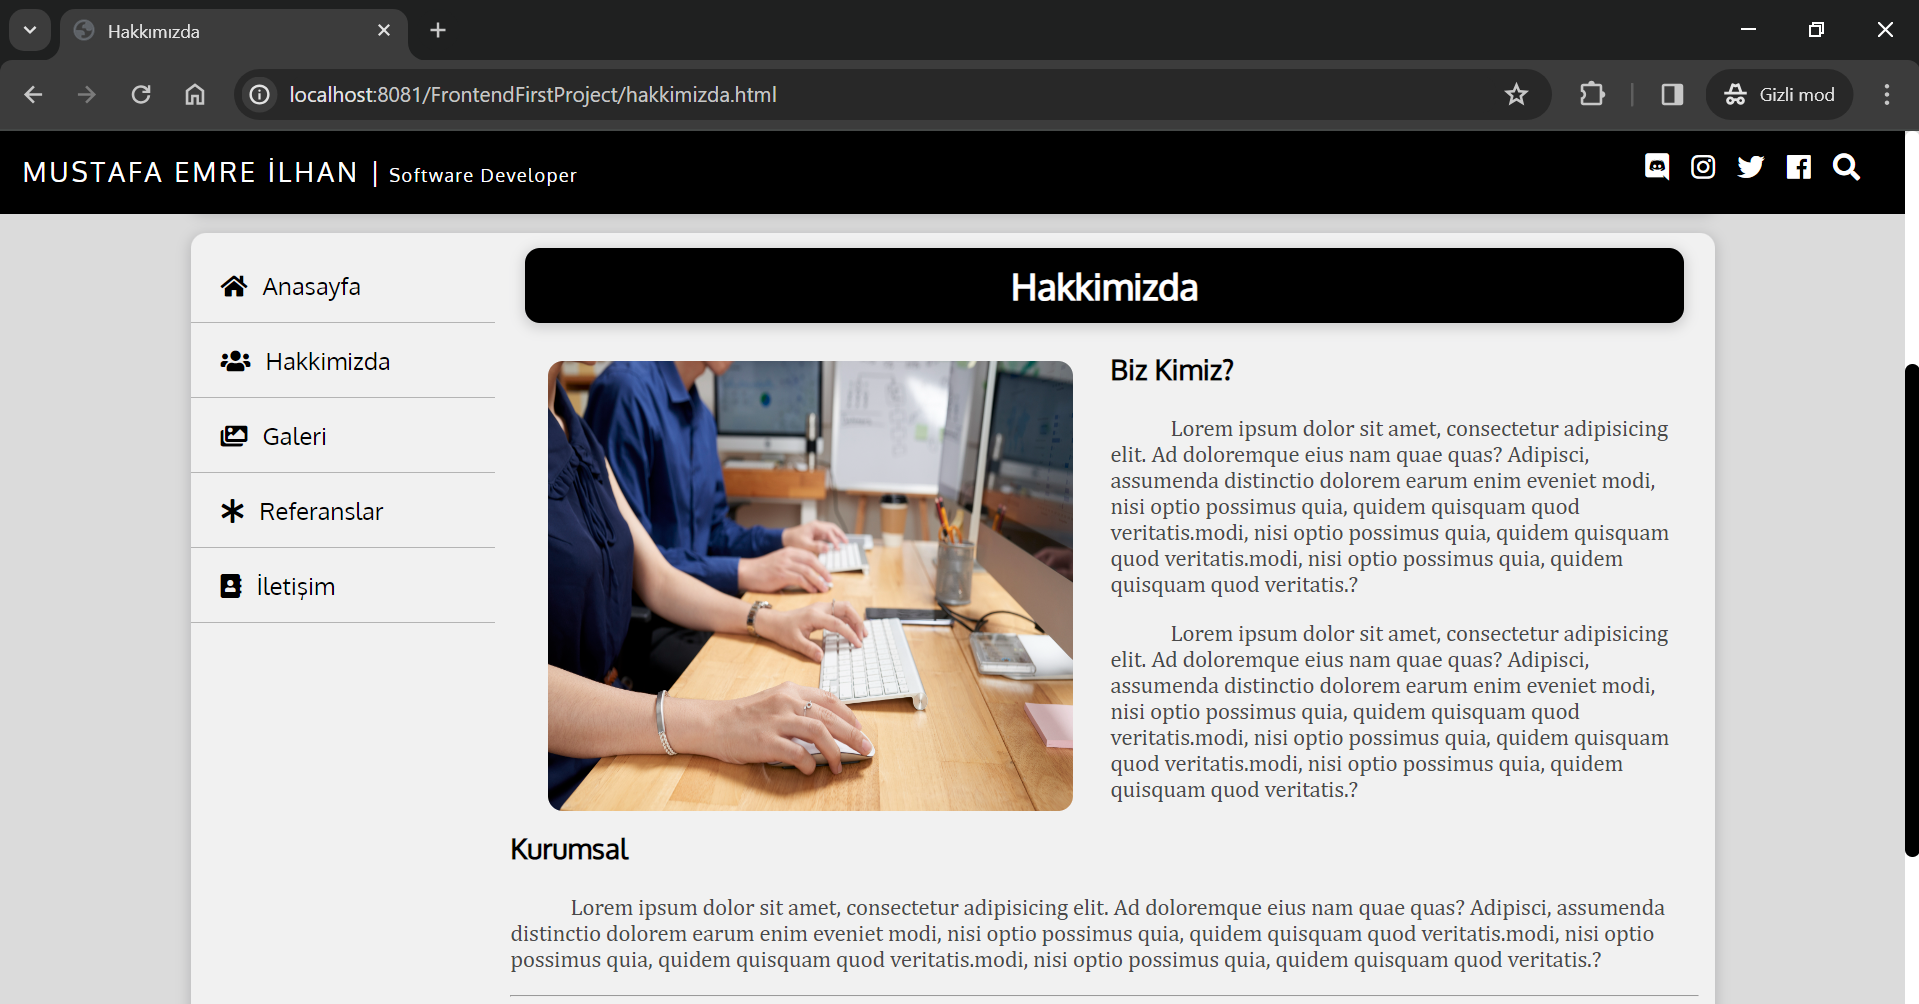 Hakkımızda
localhost:8081/FrontendFirstProject/hakkimizda.html
Gizli mod
MUSTAFA EMRE İLHAN | Software Developer
Anasayfa
Hakkimizda
Galeri
Referanslar
İletişim
Hakkimizda
Biz Kimiz?
Lorem ipsum dolor sit amet, consectetur adipisicing
elit. Ad doloremque eius nam quae quas? Adipisci,
assumenda distinctio dolorem earum enim eveniet modi,
nisi optio possimus quia, quidem quisquam quod
veritatis.modi, nisi optio possimus quia, quidem quisquam
quod veritatis.modi, nisi optio possimus quia, quidem
quisquam quod veritatis.?
Lorem ipsum dolor sit amet, consectetur adipisicing
elit. Ad doloremque eius nam quae quas? Adipisci,
assumenda distinctio dolorem earum enim eveniet modi,
nisi optio possimus quia, quidem quisquam quod
veritatis.modi, nisi optio possimus quia, quidem quisquam
quod veritatis.modi, nisi optio possimus quia, quidem
quisquam quod veritatis.?
Kurumsal
Lorem ipsum dolor sit amet, consectetur adipisicing elit. Ad doloremque eius nam quae quas? Adipisci, assumenda
distinctio dolorem earum enim eveniet modi, nisi optio possimus quia, quidem quisquam quod veritatis.modi, nisi optio
possimus quia, quidem quisquam quod veritatis.modi, nisi optio possimus quia, quidem quisquam quod veritatis.?